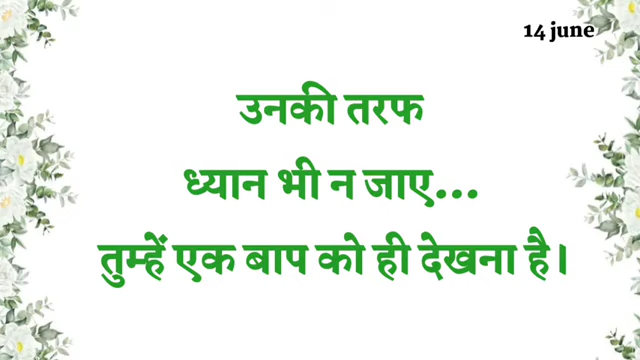 14 june
उनकी तरफ
ध्यान भी न जाए...
तुम्हें एक बाप को ही देखना है।